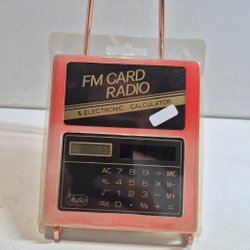 FM CARD
RADIO
& ELECTRONIC CALCULATOR
AC 7 8 9 ÷ MRC
% 4 5 6 × M-
√ 1 2 3 - M+
0 . = +